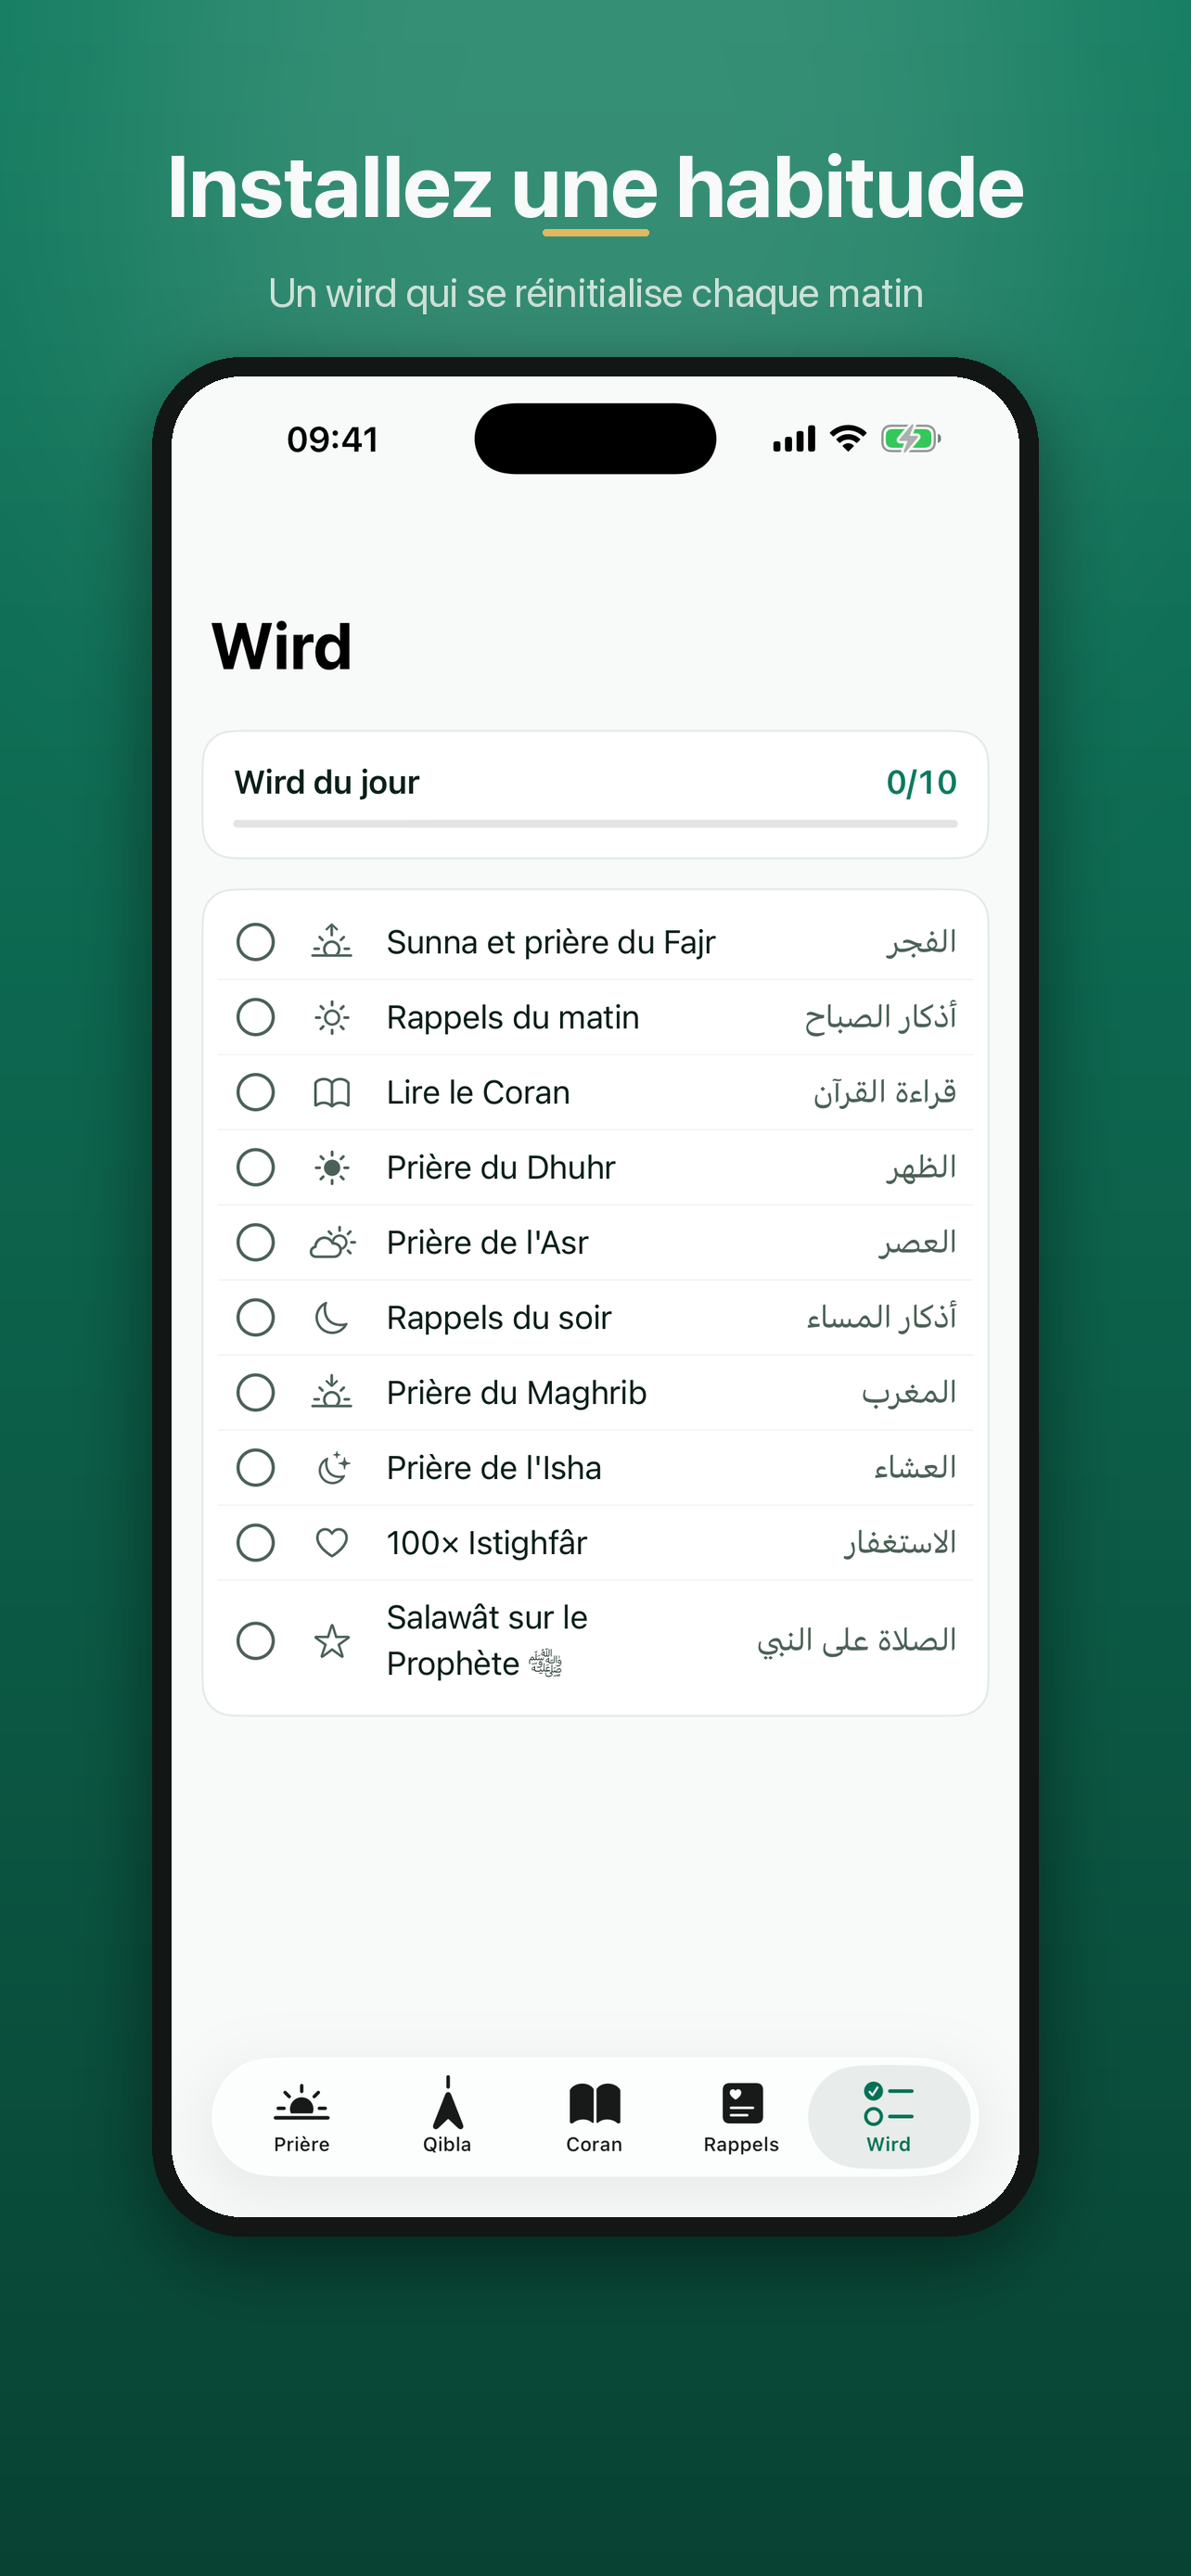 Installez une habitude
Un wird qui se réinitialise chaque matin
09:41
Wird
Wird du jour 0/10
Sunna et prière du Fajr الفجر
Rappels du matin أذكار الصباح
Lire le Coran قراءة القرآن
Prière du Dhuhr الظهر
Prière de l'Asr العصر
Rappels du soir أذكار المساء
Prière du Maghrib المغرب
Prière de l'Isha العشاء
100× Istighfâr الاستغفار
Salawât sur le
Prophète ﷺ الصلاة على النبي
Prière Qibla Coran Rappels Wird